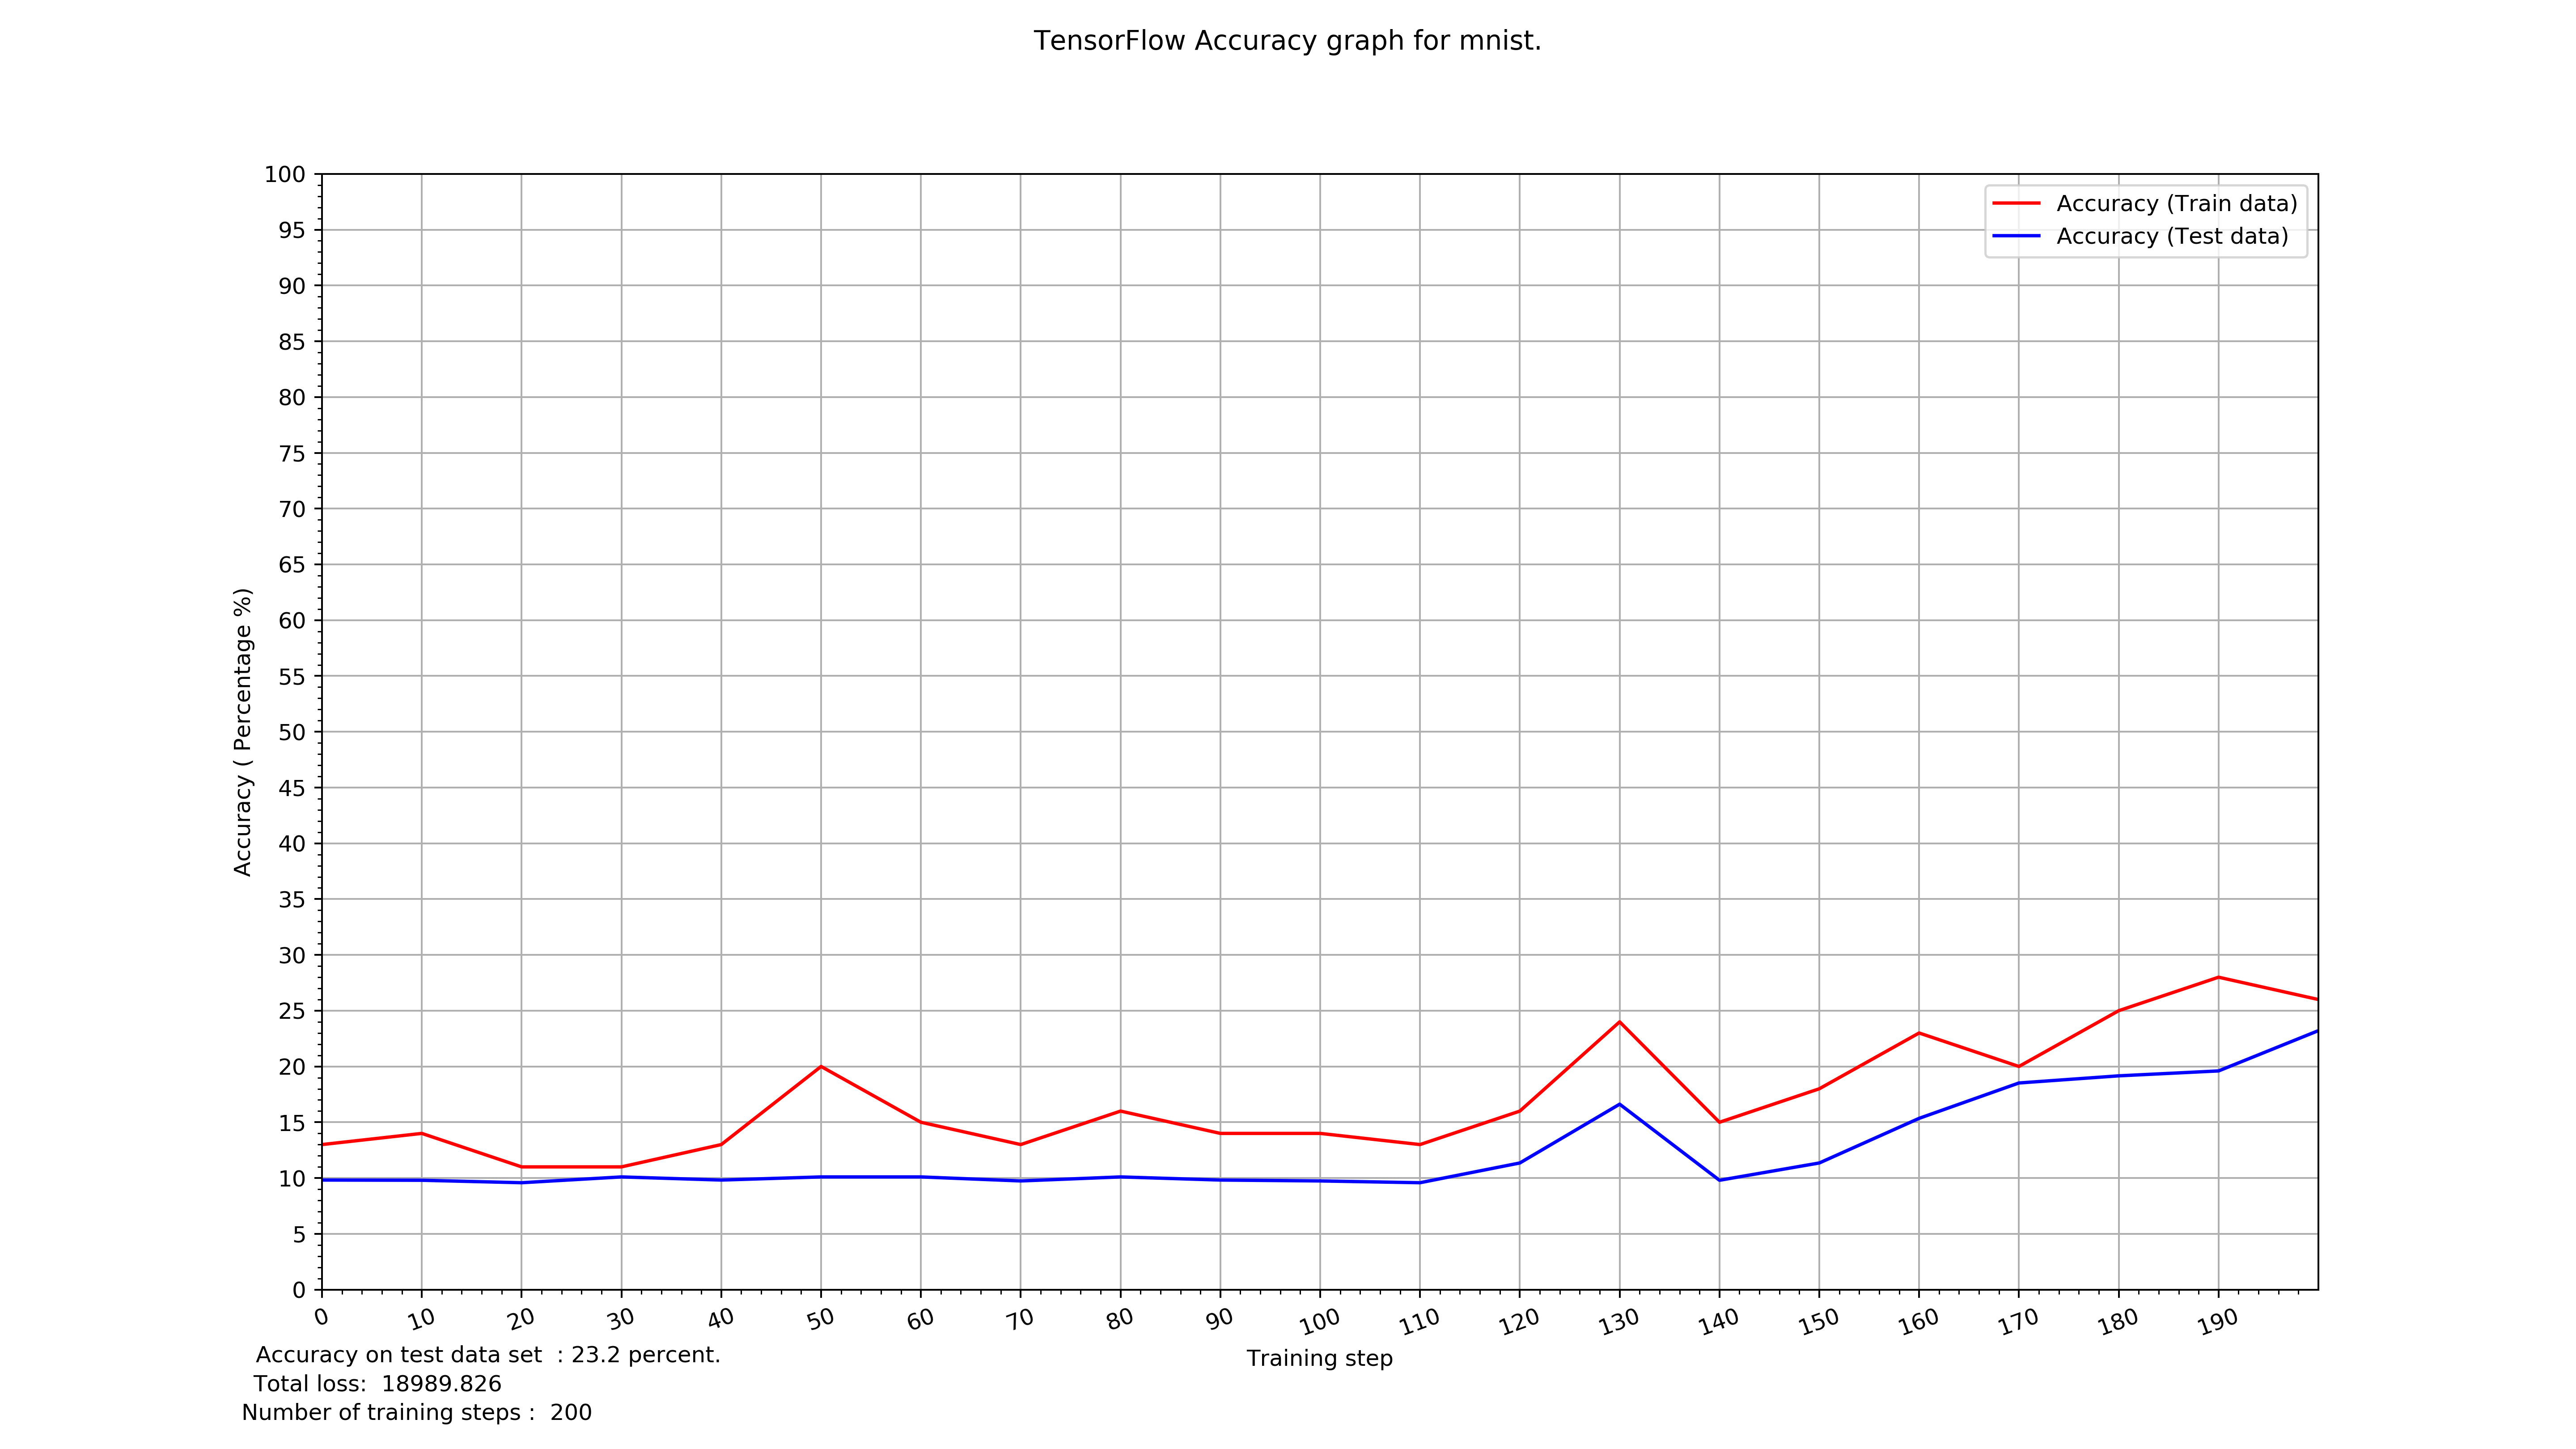 TensorFlow Accuracy graph for mnist.
Accuracy (Train data)
Accuracy (Test data)
100
95
90
85
80
75
70
65
60
55
50
45
40
35
30
25
20
15
10
5
0
Accuracy ( Percentage %)
0 10 20 30 40 50 60 70 80 90 100 110 120 130 140 150 160 170 180 190
Training step
Accuracy on test data set  : 23.2 percent.
Total loss:  18989.826
Number of training steps :  200